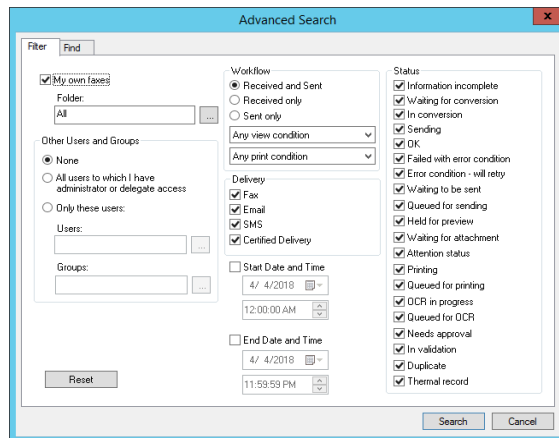 Advanced Search
x
Filter
Find
My own faxes
Folder:
All
...
Other Users and Groups
None
All users to which I have
administrator or delegate access
Only these users:
Users:
...
Groups:
...
Reset
Workflow
Received and Sent
Received only
Sent only
Any view condition
Any print condition
Delivery
Fax
Email
SMS
Certified Delivery
Start Date and Time
4/ 4/2018
12:00:00 AM
End Date and Time
4/ 4/2018
11:59:59 PM
Status
Information incomplete
Waiting for conversion
In conversion
Sending
OK
Failed with error condition
Error condition - will retry
Waiting to be sent
Queued for sending
Held for preview
Waiting for attachment
Attention status
Printing
Queued for printing
OCR in progress
Queued for OCR
Needs approval
In validation
Duplicate
Thermal record
Search
Cancel